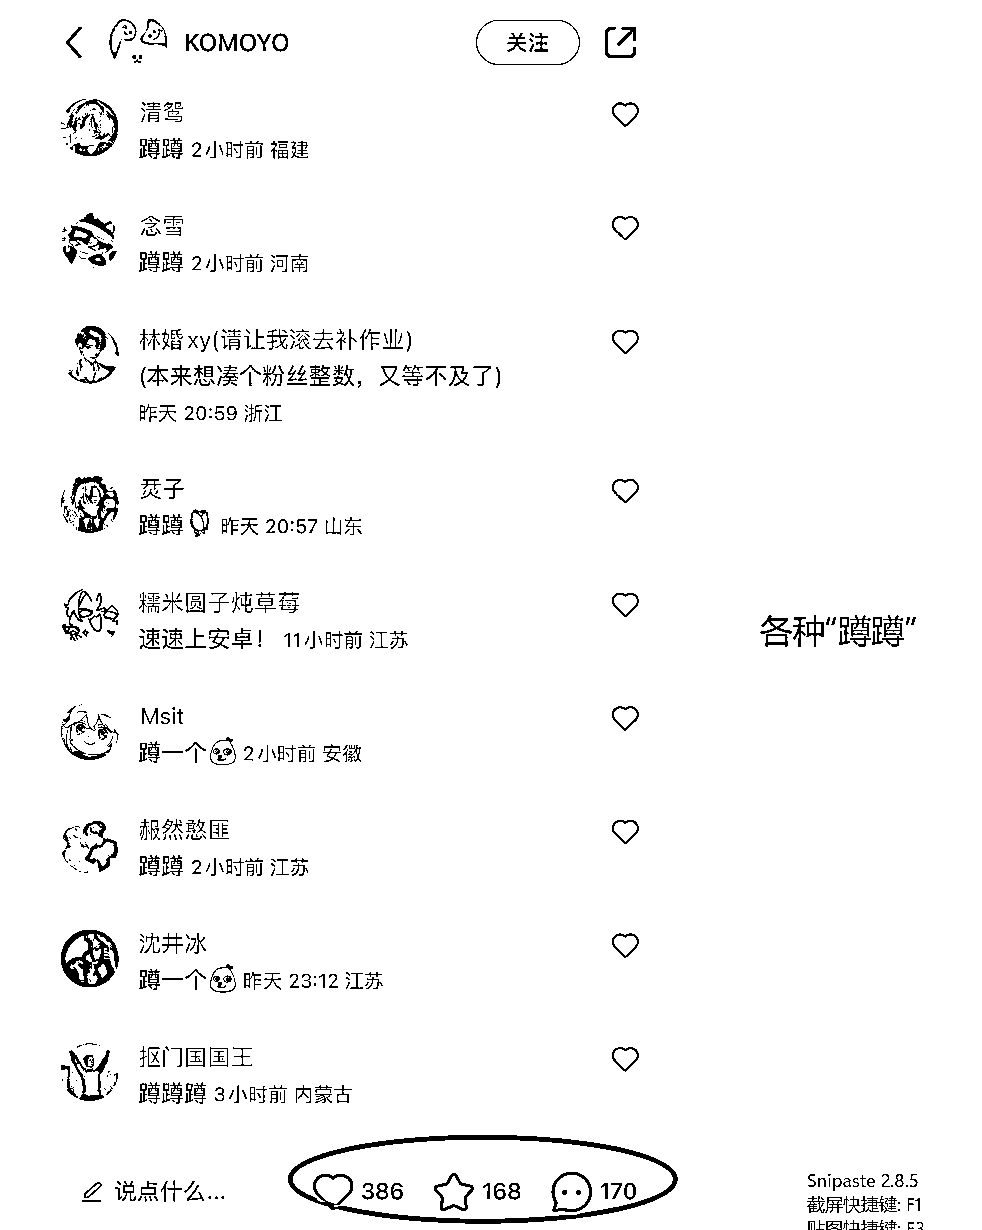 KOMOYO 关注
清鸳
蹲蹲 2小时前 福建
念雪
蹲蹲 2小时前 河南
林婚xy(请让我滚去补作业)
(本来想凑个粉丝整数，又等不及了)
昨天 20:59 浙江
烎子
蹲蹲 昨天 20:57 山东
糯米圆子炖草莓
速速上安卓！ 11小时前 江苏
各种“蹲蹲”
Msit
蹲一个 2小时前 安徽
赧然憨匪
蹲蹲 2小时前 江苏
沈井冰
蹲一个 昨天 23:12 江苏
抠门国国王
蹲蹲蹲 3小时前 内蒙古
说点什么... 386 168 170
Snipaste 2.8.5
截屏快捷键: F1
贴图快捷键: F3